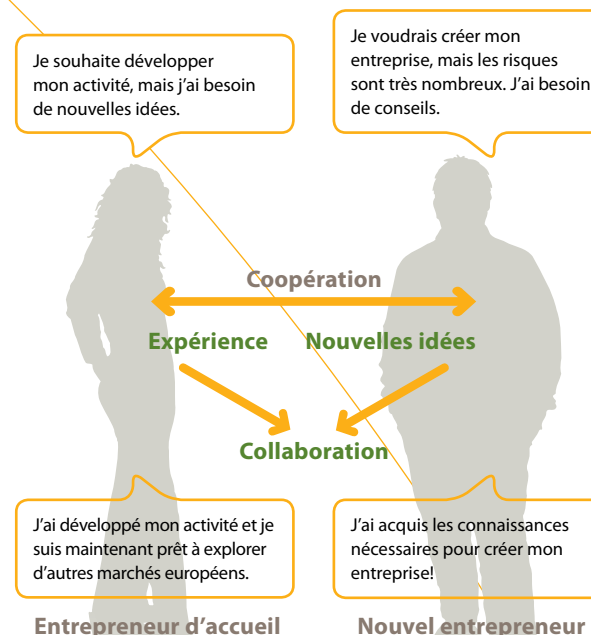 Je souhaite développer
mon activité, mais j’ai besoin
de nouvelles idées.
Je voudrais créer mon
entreprise, mais les risques
sont très nombreux. J’ai besoin
de conseils.
Coopération
Expérience
Nouvelles idées
Collaboration
J’ai développé mon activité et je
suis maintenant prêt à explorer
d’autres marchés européens.
J’ai acquis les connaissances
nécessaires pour créer mon
entreprise!
Entrepreneur d’accueil
Nouvel entrepreneur